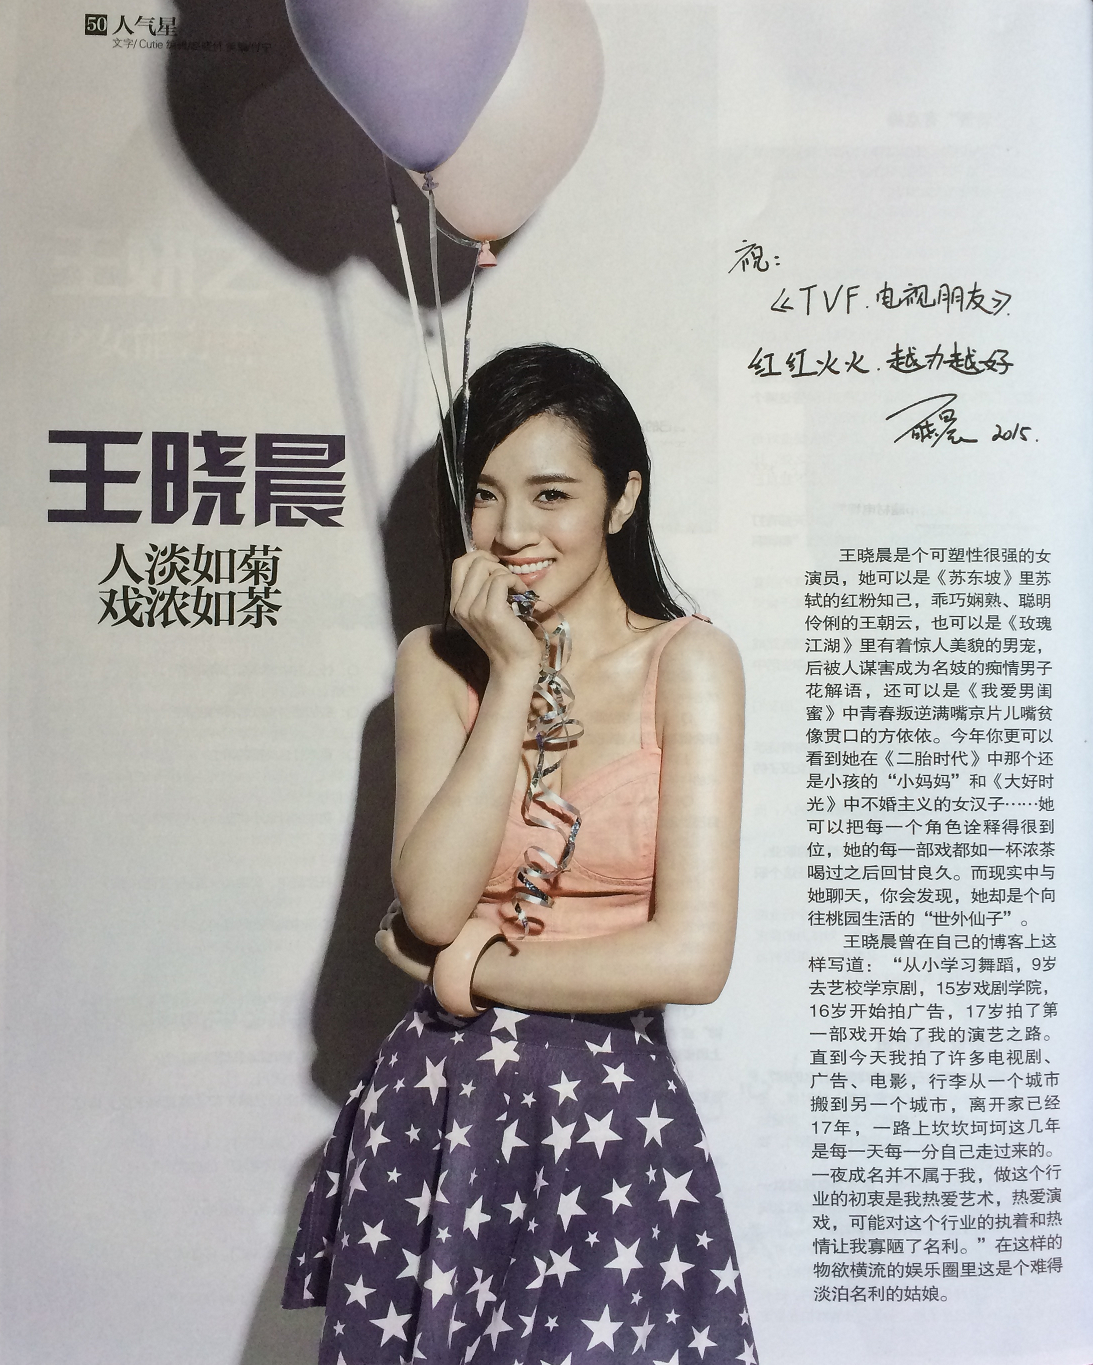 50 人气星
文字/Cutie
王晓晨
人淡如菊
戏浓如茶
祝：
《TVF.电视朋友》.
红红火火.越办越好
2015.
王晓晨是个可塑性很强的女
演员，她可以是《苏东坡》里苏
轼的红粉知己，乖巧娴熟、聪明
伶俐的王朝云，也可以是《玫瑰
江湖》里有着惊人美貌的男宠，
后被人谋害成为名妓的痴情男子
花解语，还可以是《我爱男闺
蜜》中青春叛逆满嘴京片儿嘴贫
像贯口的方依依。今年你更可以
看到她在《二胎时代》中那个还
是小孩的“小妈妈”和《大好时
光》中不婚主义的女汉子……她
可以把每一个角色诠释得很到
位，她的每一部戏都如一杯浓茶
喝过之后回甘良久。而现实中与
她聊天，你会发现，她却是个向
往桃园生活的“世外仙子”。
王晓晨曾在自己的博客上这
样写道：“从小学习舞蹈，9岁
去艺校学京剧，15岁戏剧学院，
16岁开始拍广告，17岁拍了第
一部戏开始了我的演艺之路。
直到今天我拍了许多电视剧、
广告、电影，行李从一个城市
搬到另一个城市，离开家已经
17年，一路上坎坎坷坷这几年
是每一天每一分自己走过来的。
一夜成名并不属于我，做这个行
业的初衷是我热爱艺术，热爱演
戏，可能对这个行业的执着和热
情让我寡陋了名利。”在这样的
物欲横流的娱乐圈里这是个难得
淡泊名利的姑娘。